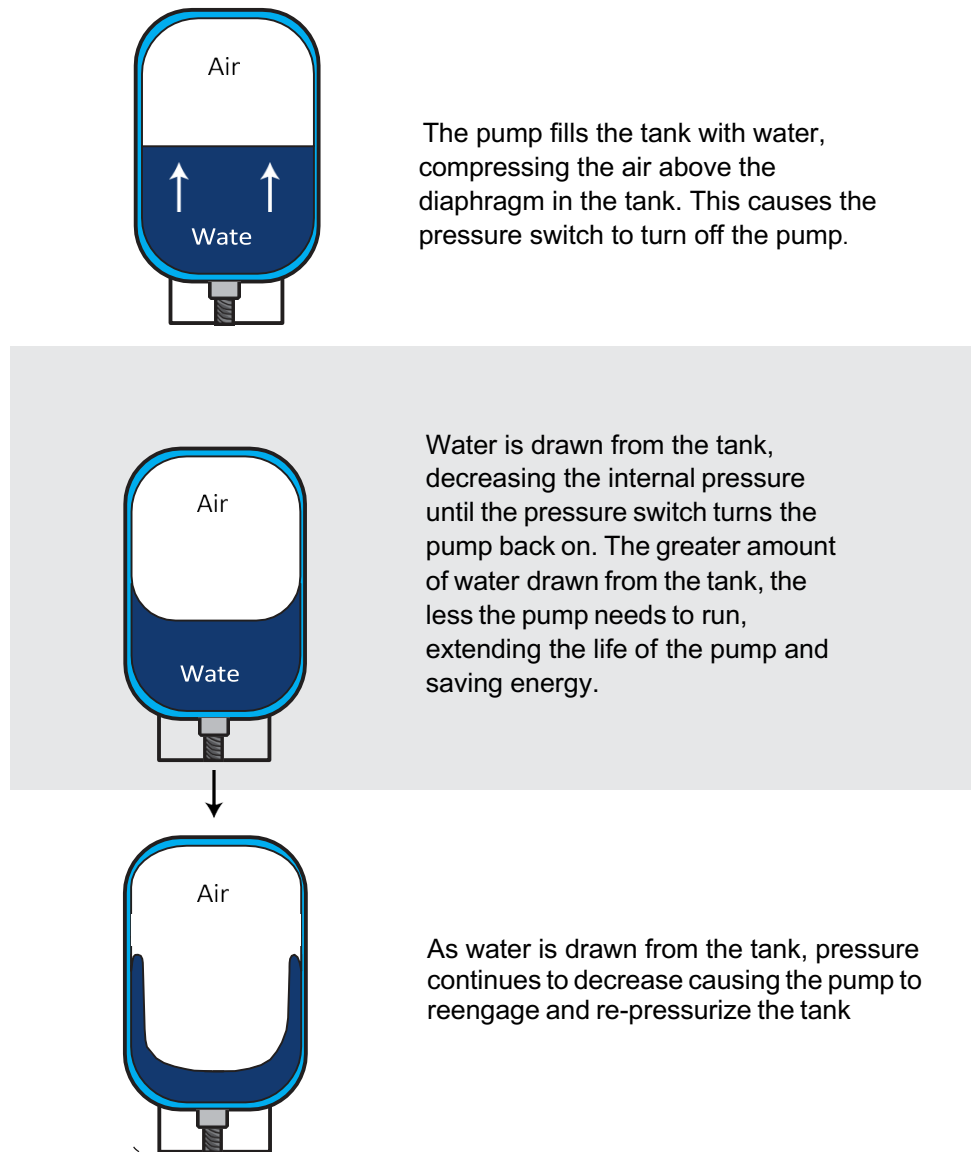 Air
Wate
The pump fills the tank with water,
compressing the air above the
diaphragm in the tank. This causes the
pressure switch to turn off the pump.
Air
Wate
Water is drawn from the tank,
decreasing the internal pressure
until the pressure switch turns the
pump back on. The greater amount
of water drawn from the tank, the
less the pump needs to run,
extending the life of the pump and
saving energy.
Air
As water is drawn from the tank, pressure
continues to decrease causing the pump to
reengage and re-pressurize the tank